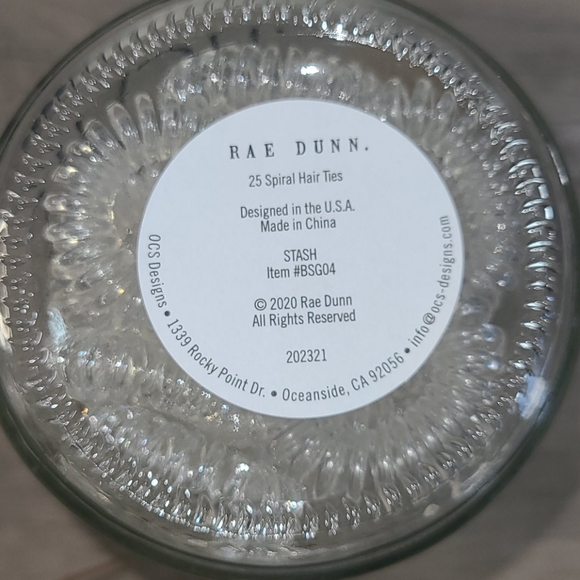 RAE DUNN.
25 Spiral Hair Ties
Designed in the U.S.A.
Made in China
STASH
Item #BSG04
© 2020 Rae Dunn
All Rights Reserved
202321
OCS Designs • 1339 Rocky Point Dr. • Oceanside, CA 92056 • info@ocs-designs.com